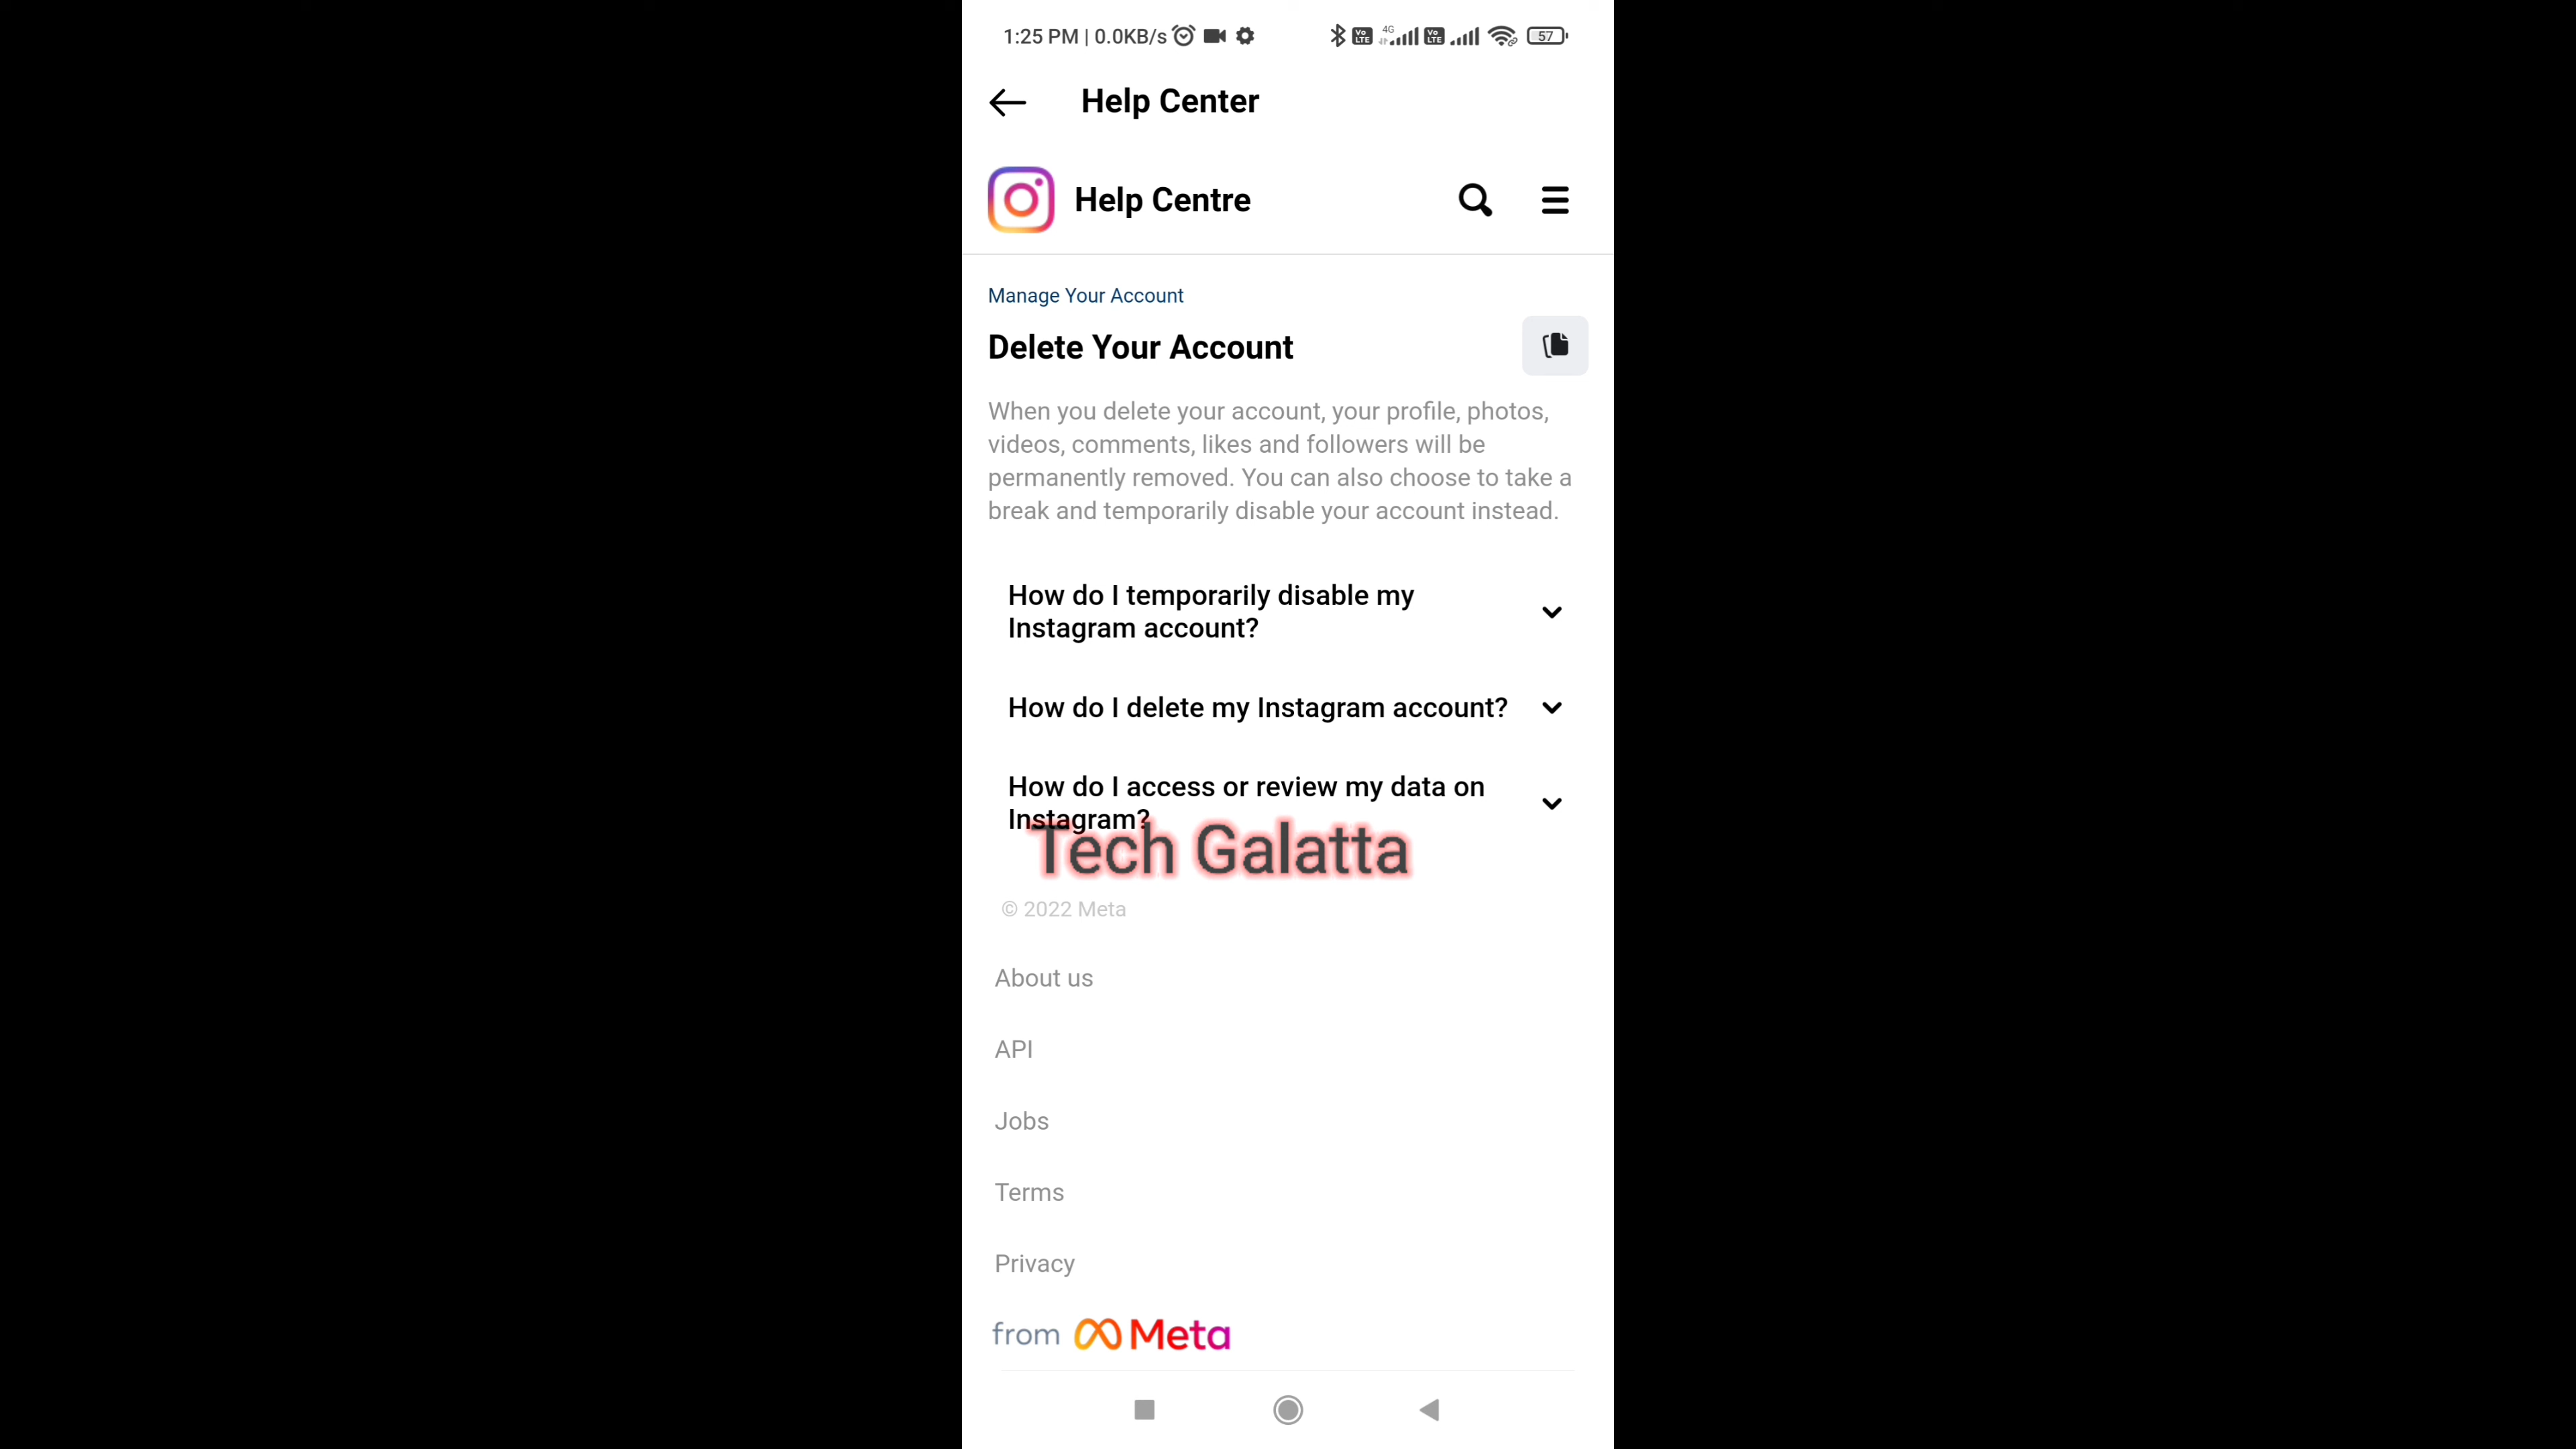 1:25 PM | 0.0KB/s
4G
57
Help Center
Help Centre
Manage Your Account
Delete Your Account
When you delete your account, your profile, photos,
videos, comments, likes and followers will be
permanently removed. You can also choose to take a
break and temporarily disable your account instead.
How do I temporarily disable my
Instagram account?
How do I delete my Instagram account?
How do I access or review my data on
Instagram?
Tech Galatta
© 2022 Meta
About us
API
Jobs
Terms
Privacy
from Meta